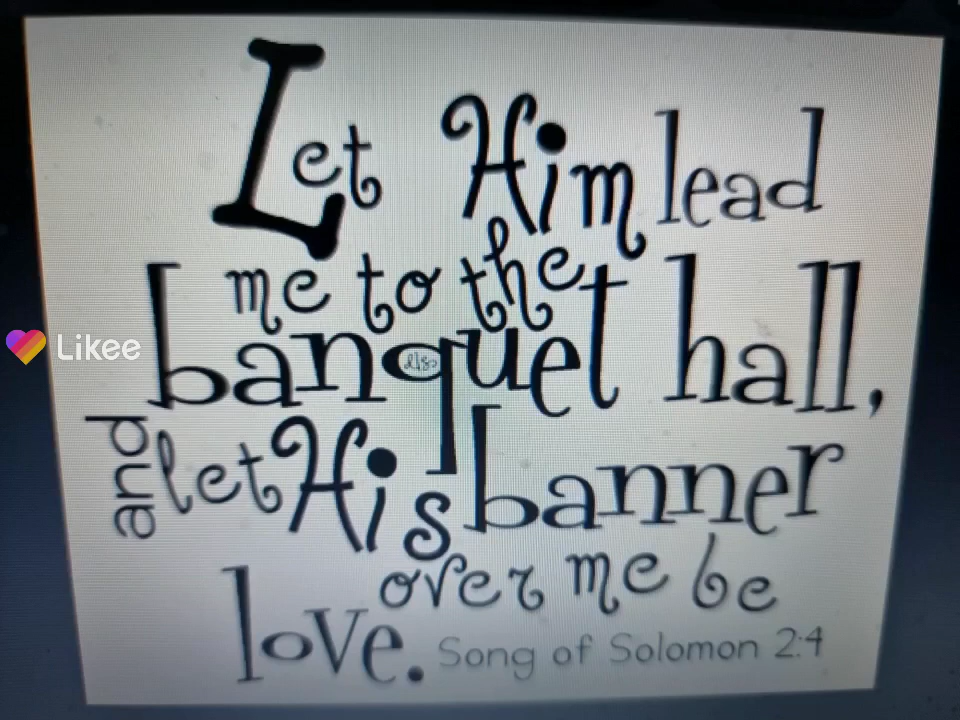 Let Him lead
me to the
banquet hall,
and let His banner
over me be
love. Song of Solomon 2:4
Likee